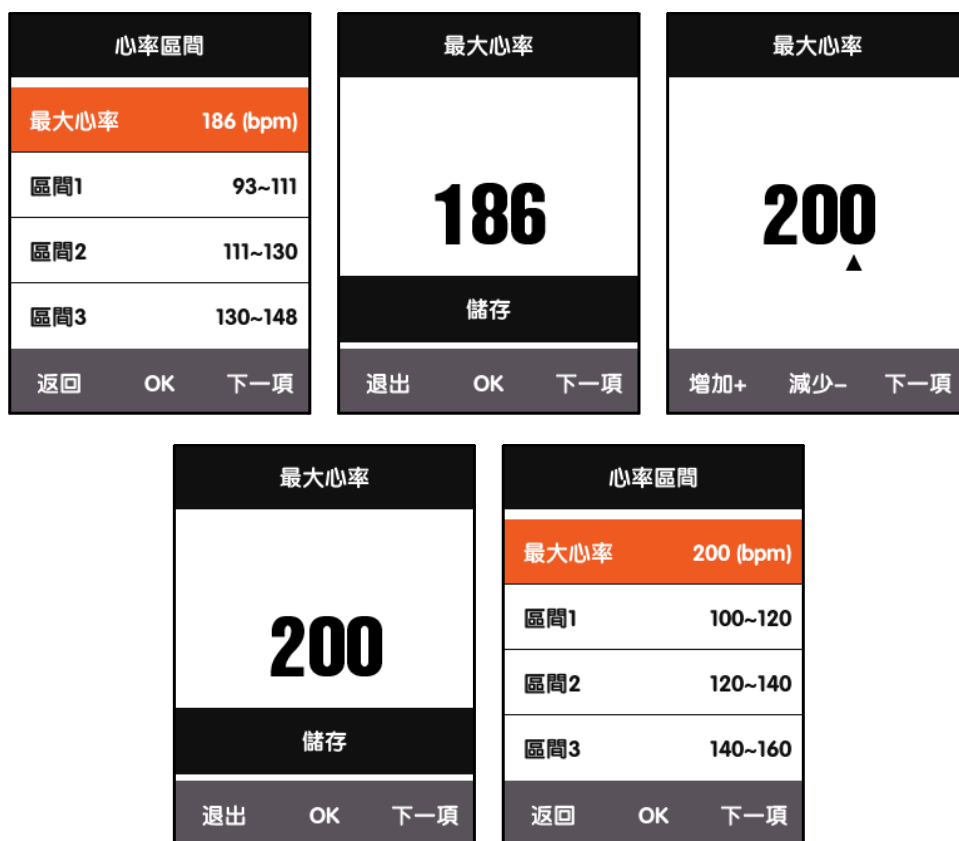 心率區間
最大心率 186 (bpm)
區間1 93~111
區間2 111~130
區間3 130~148
返回 OK 下一項
最大心率
186
儲存
退出 OK 下一項
最大心率
200
▲
增加+ 減少– 下一項
最大心率
200
儲存
退出 OK 下一項
心率區間
最大心率 200 (bpm)
區間1 100~120
區間2 120~140
區間3 140~160
返回 OK 下一項